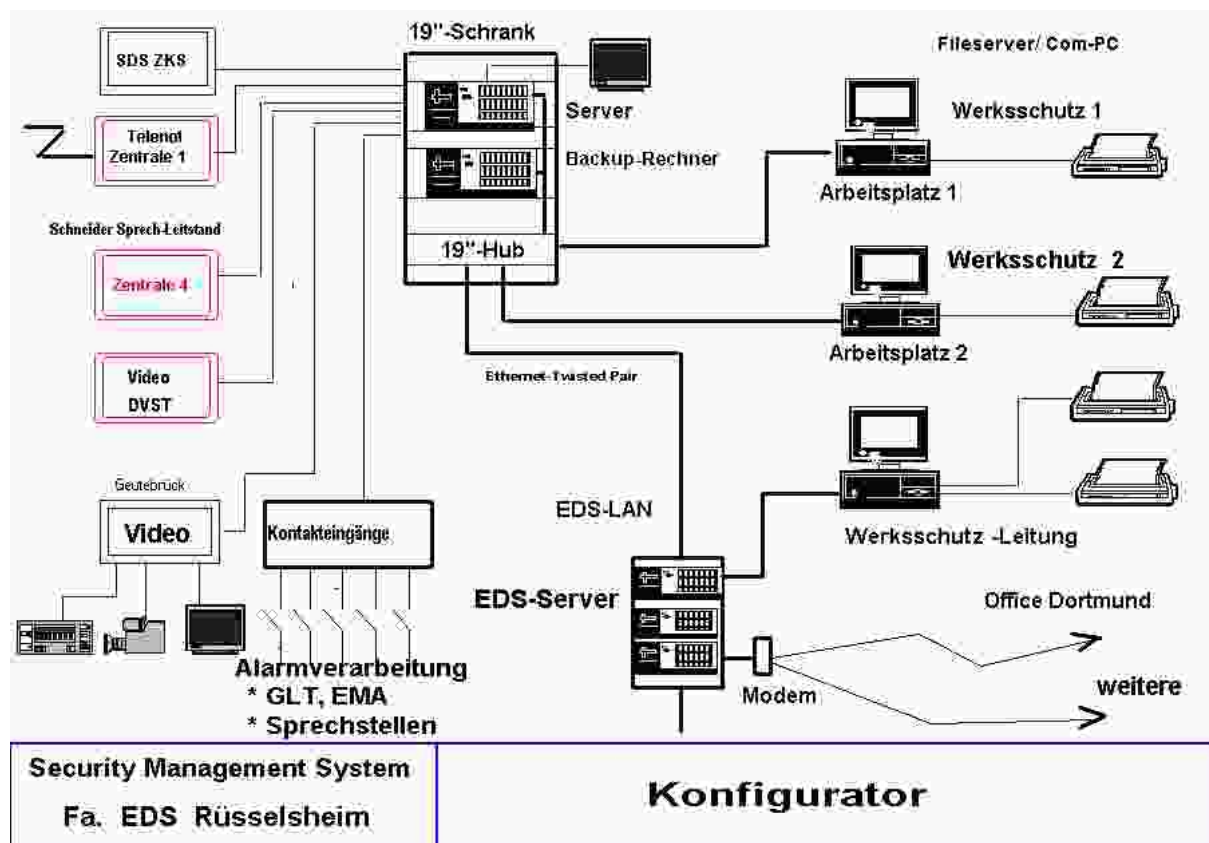 19"-Schrank
Fileserver/ Com-PC
SDS ZKS
Server
Werksschutz 1
Telenot
Zentrale 1
Backup-Rechner
Arbeitsplatz 1
Schneider Sprech-Leitstand
19"-Hub
Werksschutz 2
Zentrale 4
Arbeitsplatz 2
Ethernet-Twisted Pair
Video
DVST
Geutebrück
Video
Kontakteingänge
EDS-LAN
Werksschutz -Leitung
EDS-Server
Office Dortmund
Alarmverarbeitung
* GLT, EMA
* Sprechstellen
Modem
weitere
Security Management System
Fa. EDS Rüsselsheim
Konfigurator